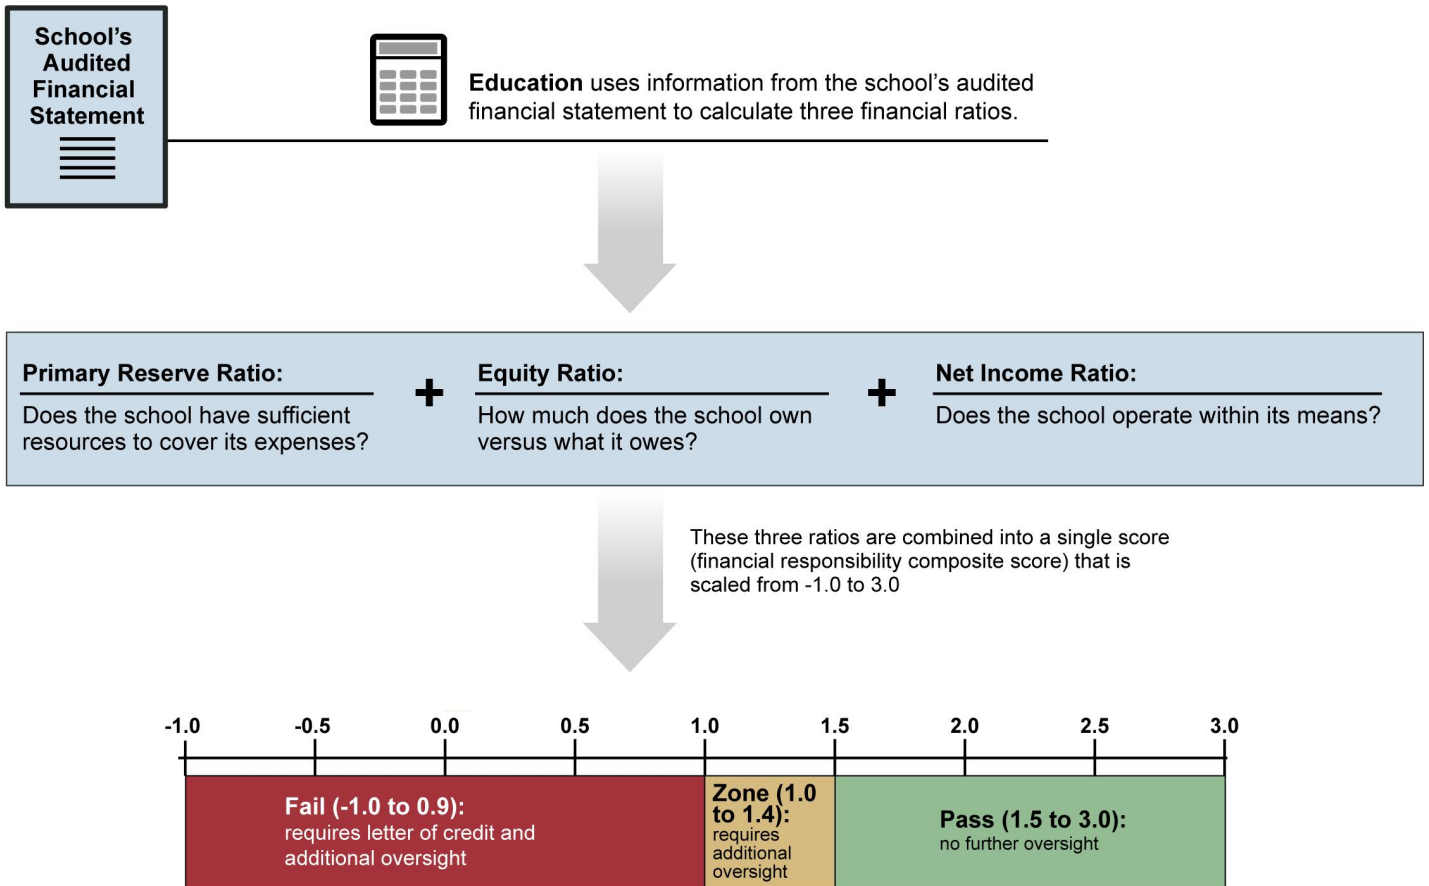 School's
Audited
Financial
Statement
Education uses information from the school's audited
financial statement to calculate three financial ratios.
Primary Reserve Ratio:
Does the school have sufficient
resources to cover its expenses?
+
Equity Ratio:
How much does the school own
versus what it owes?
+
Net Income Ratio:
Does the school operate within its means?
These three ratios are combined into a single score
(financial responsibility composite score) that is
scaled from -1.0 to 3.0
-1.0 -0.5 0.0 0.5 1.0 1.5 2.0 2.5 3.0
Fail (-1.0 to 0.9):
requires letter of credit and
additional oversight
Zone (1.0
to 1.4):
requires
additional
oversight
Pass (1.5 to 3.0):
no further oversight